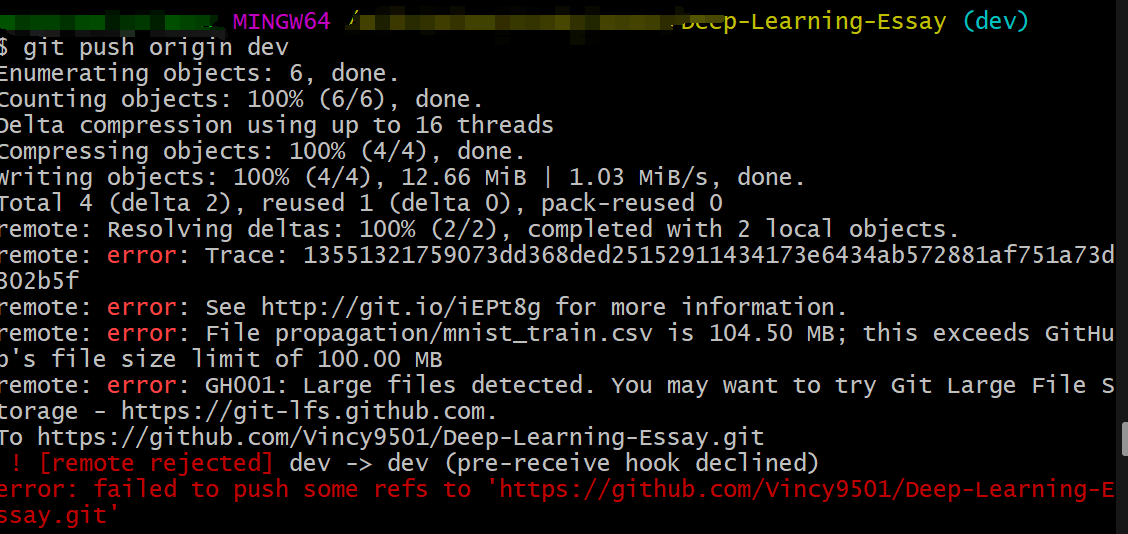 MINGW64 /Deep-Learning-Essay (dev)
$ git push origin dev
Enumerating objects: 6, done.
Counting objects: 100% (6/6), done.
Delta compression using up to 16 threads
Compressing objects: 100% (4/4), done.
Writing objects: 100% (4/4), 12.66 MiB | 1.03 MiB/s, done.
Total 4 (delta 2), reused 1 (delta 0), pack-reused 0
remote: Resolving deltas: 100% (2/2), completed with 2 local objects.
remote: error: Trace: 13551321759073dd368ded25152911434173e6434ab572881af751a73d
302b5f
remote: error: See http://git.io/iEPt8g for more information.
remote: error: File propagation/mnist_train.csv is 104.50 MB; this exceeds GitHu
b's file size limit of 100.00 MB
remote: error: GH001: Large files detected. You may want to try Git Large File S
torage - https://git-lfs.github.com.
To https://github.com/Vincy9501/Deep-Learning-Essay.git
! [remote rejected] dev -> dev (pre-receive hook declined)
error: failed to push some refs to 'https://github.com/Vincy9501/Deep-Learning-E
ssay.git'